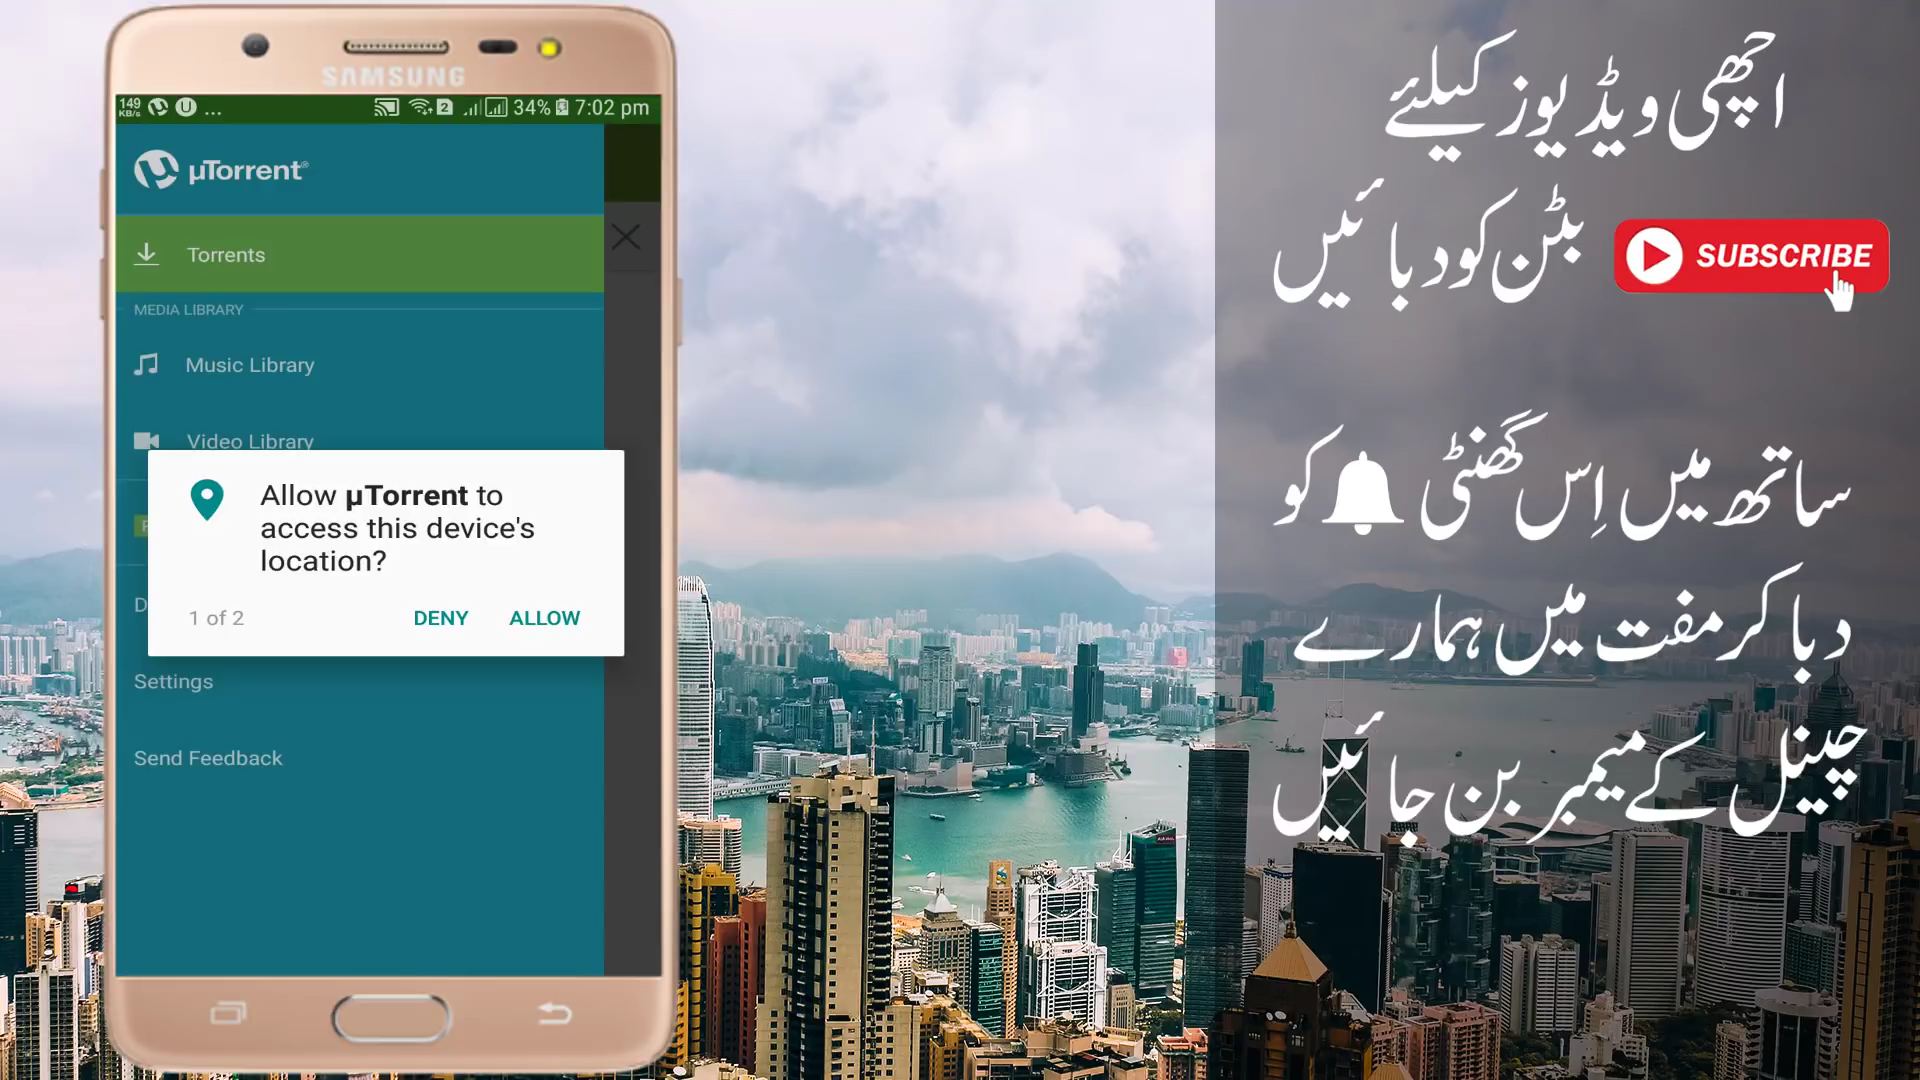 SAMSUNG
149
KB/s
...
2
34%
7:02 pm
µTorrent®
Torrents
MEDIA LIBRARY
Music Library
Video Library
Allow µTorrent to
access this device's
location?
1 of 2
DENY
ALLOW
Settings
Send Feedback
اچھی ویڈیوز کیلئے
SUBSCRIBE بٹن کو دبائیں
ساتھ میں اِس گھنٹی کو
دبا کر مفت میں ہمارے
چینل کے میمبر بن جائیں